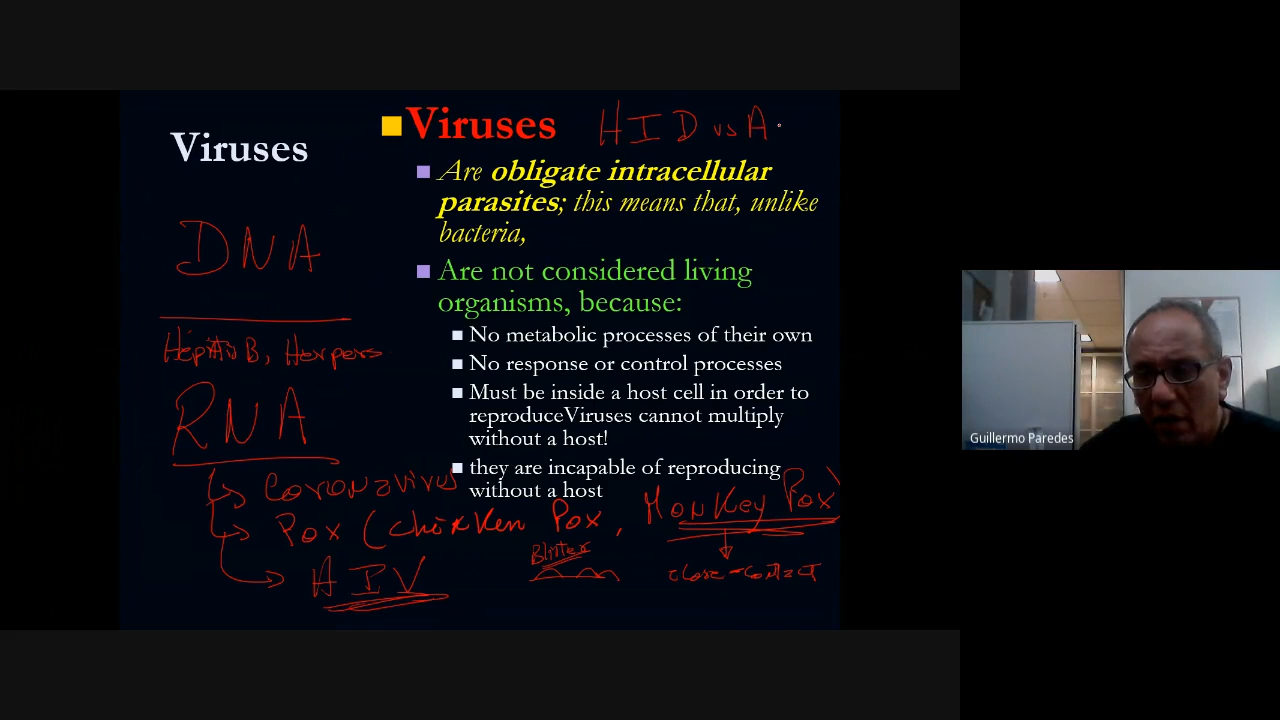 Viruses
DNA
Hepatitis B, Herpers
RNA
Coronavirus
Pox (chicken Pox, Monkey Pox)
Blister
close-contact
HIV
Viruses HID vs A
Are obligate intracellular
parasites; this means that, unlike
bacteria,
Are not considered living
organisms, because:
No metabolic processes of their own
No response or control processes
Must be inside a host cell in order to
reproduceViruses cannot multiply
without a host!
they are incapable of reproducing
without a host
Guillermo Paredes